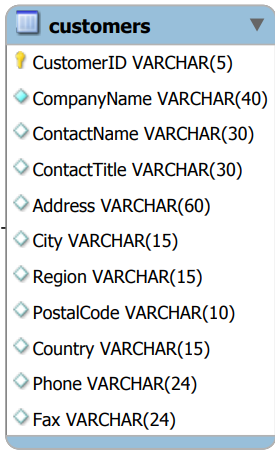 customers
CustomerID VARCHAR(5)
CompanyName VARCHAR(40)
ContactName VARCHAR(30)
ContactTitle VARCHAR(30)
Address VARCHAR(60)
City VARCHAR(15)
Region VARCHAR(15)
PostalCode VARCHAR(10)
Country VARCHAR(15)
Phone VARCHAR(24)
Fax VARCHAR(24)